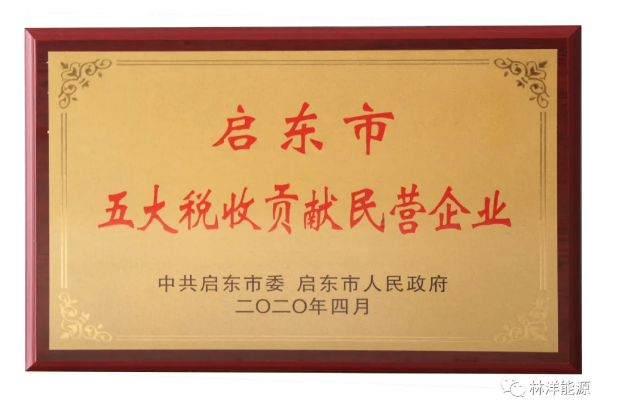 启东市
五大税收贡献民营企业
中共启东市委 启东市人民政府
二〇二〇年四月
林洋能源